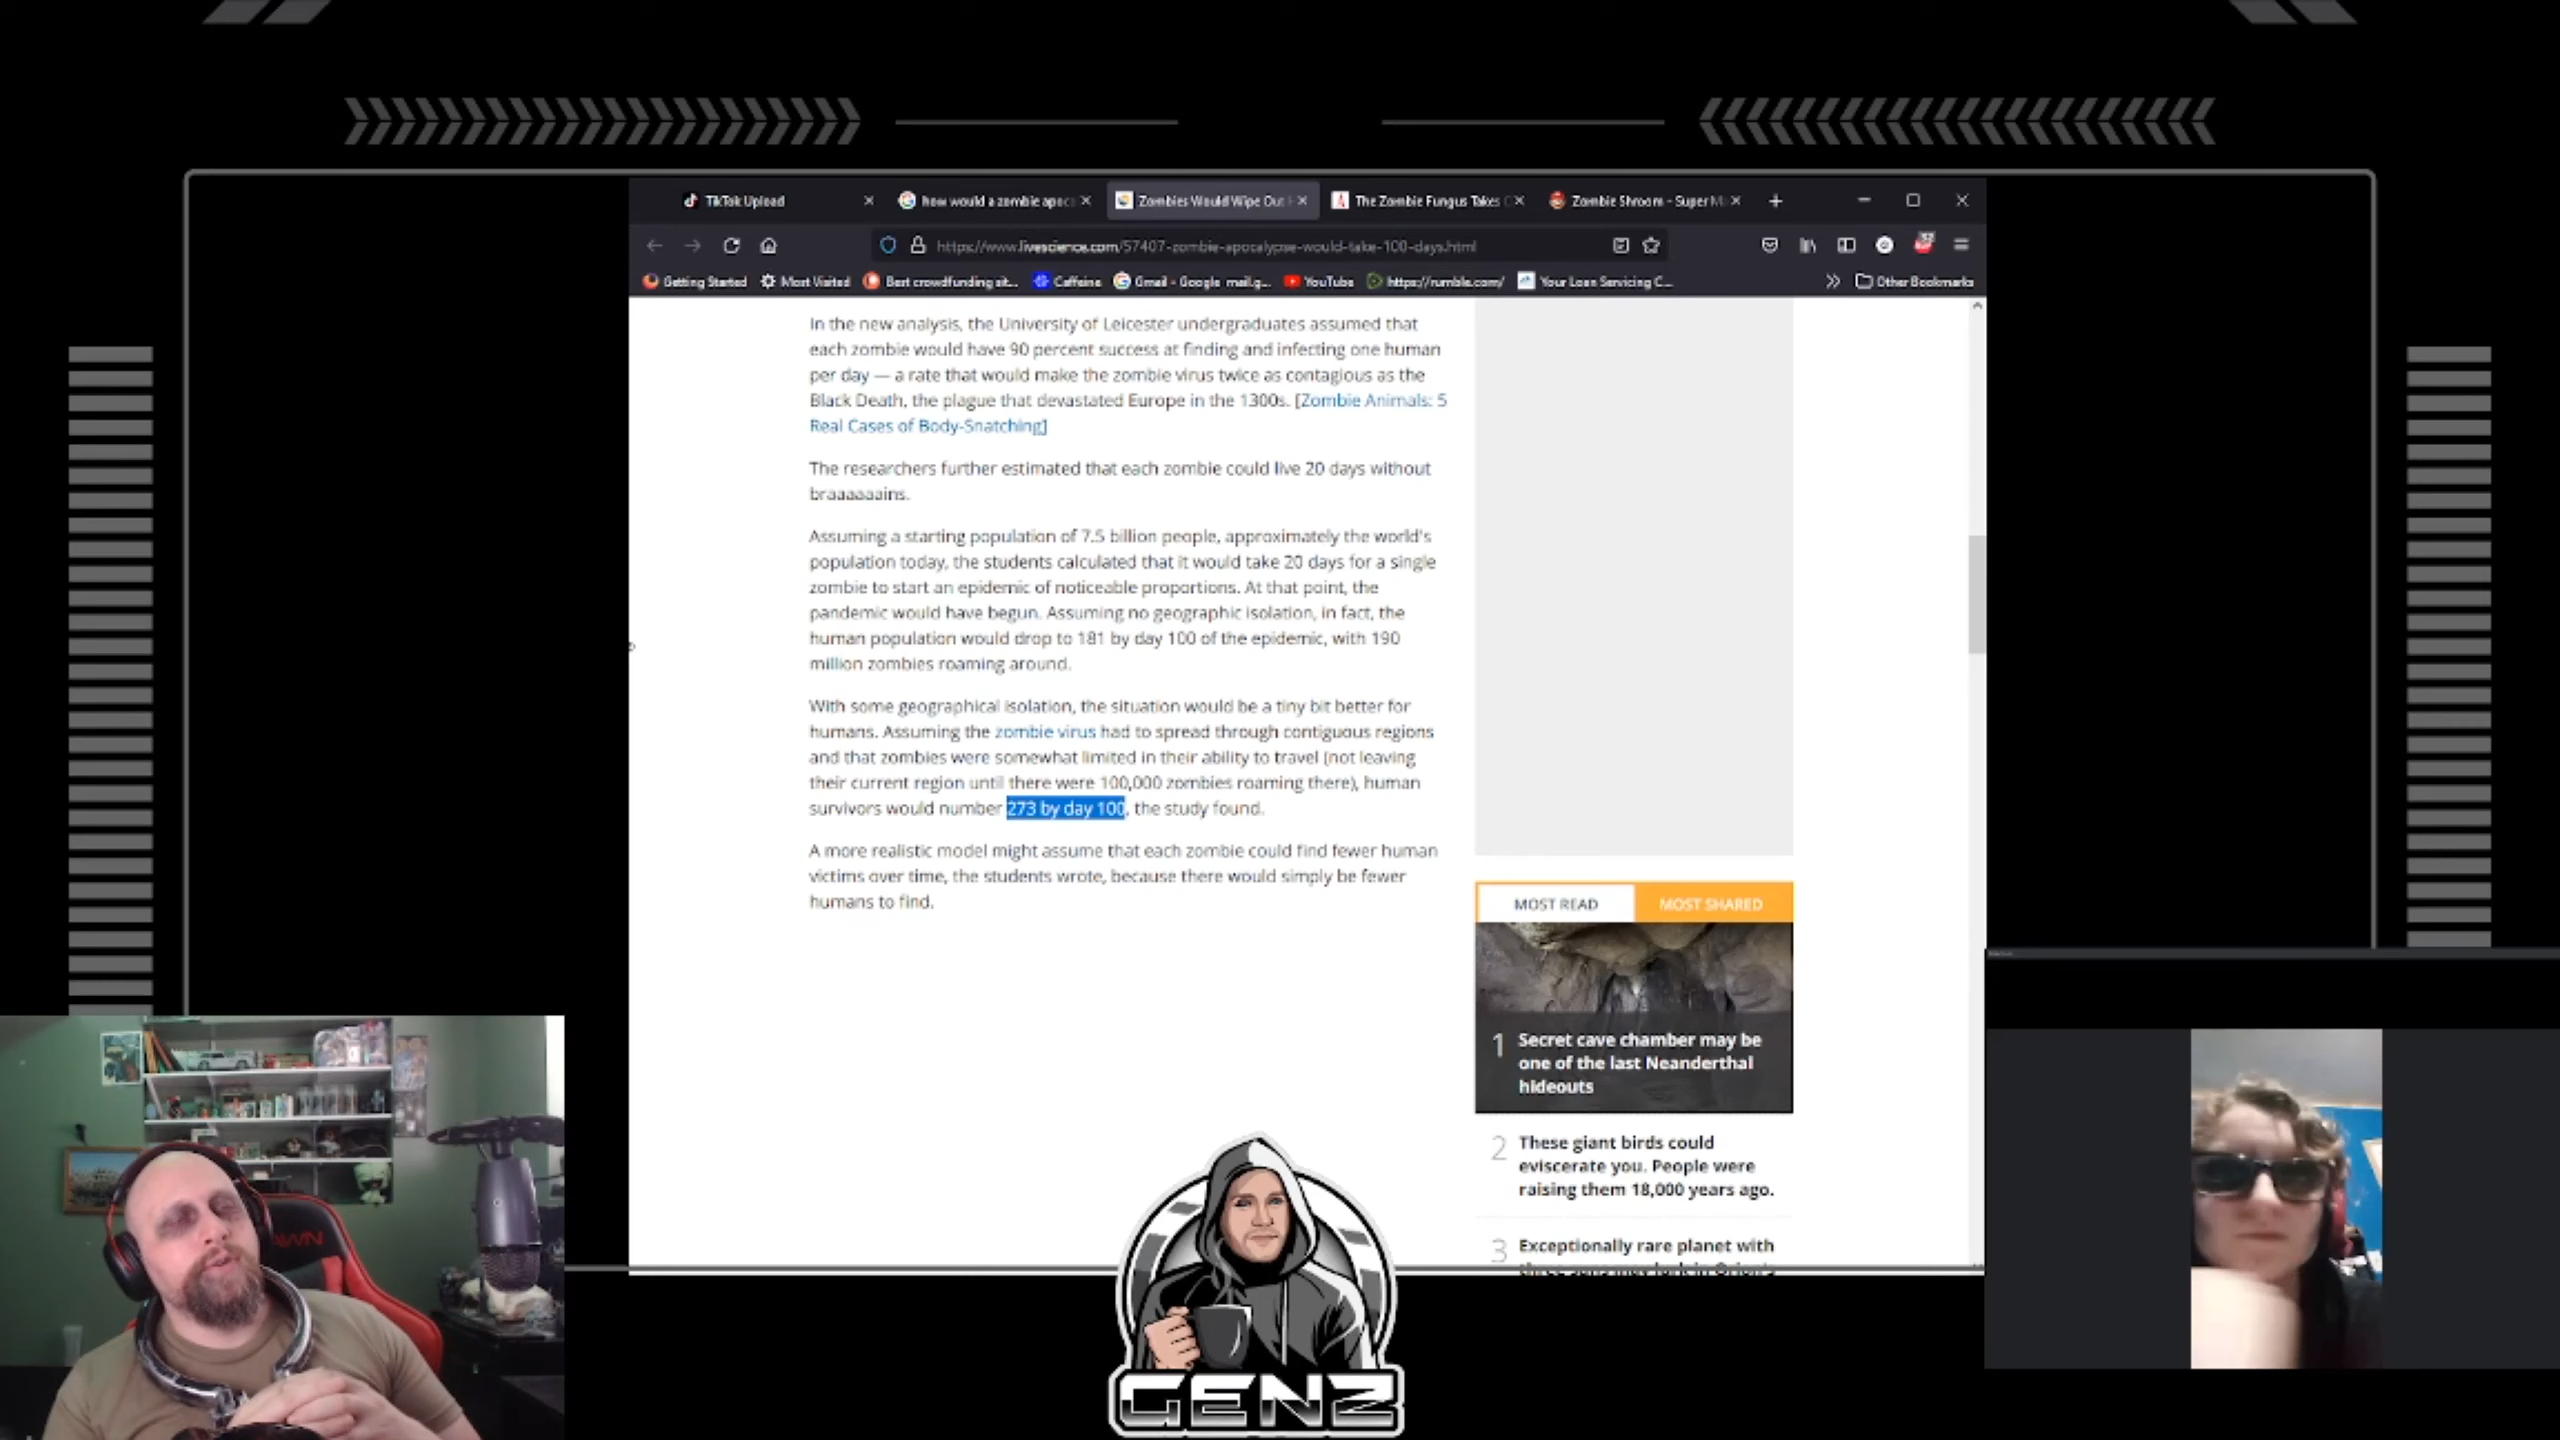 TikTok Upload
how would a zombie apoc
Zombies Would Wipe Out
The Zombie Fungus Takes
Zombie Shroom - Super M
https://www.livescience.com/57407-zombie-apocalypse-would-take-100-days.html
Getting Started
Most Visited
Best crowdfunding sit...
Caffeine
Gmail - Google mail.g...
YouTube
https://rumble.com/
Your Loan Servicing C...
Other Bookmarks
In the new analysis, the University of Leicester undergraduates assumed that
each zombie would have 90 percent success at finding and infecting one human
per day — a rate that would make the zombie virus twice as contagious as the
Black Death, the plague that devastated Europe in the 1300s. [Zombie Animals: 5
Real Cases of Body-Snatching]
The researchers further estimated that each zombie could live 20 days without
braaaaaains.
Assuming a starting population of 7.5 billion people, approximately the world's
population today, the students calculated that it would take 20 days for a single
zombie to start an epidemic of noticeable proportions. At that point, the
pandemic would have begun. Assuming no geographic isolation, in fact, the
human population would drop to 181 by day 100 of the epidemic, with 190
million zombies roaming around.
With some geographical isolation, the situation would be a tiny bit better for
humans. Assuming the zombie virus had to spread through contiguous regions
and that zombies were somewhat limited in their ability to travel (not leaving
their current region until there were 100,000 zombies roaming there), human
survivors would number 273 by day 100, the study found.
A more realistic model might assume that each zombie could find fewer human
victims over time, the students wrote, because there would simply be fewer
humans to find.
MOST READ
MOST SHARED
1
Secret cave chamber may be
one of the last Neanderthal
hideouts
2
These giant birds could
eviscerate you. People were
raising them 18,000 years ago.
3
Exceptionally rare planet with
AWN
GENZ